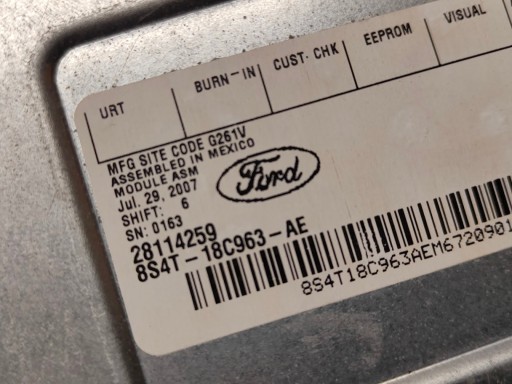 URT BURN-IN CUST. CHK EEPROM VISUAL
MFG SITE CODE G261V
ASSEMBLED IN MEXICO
MODULE ASM
Jul. 29, 2007
SHIFT: 6
SN: 0163
Ford
28114259
8S4T-18C963-AE
8S4T18C963AEM6720901